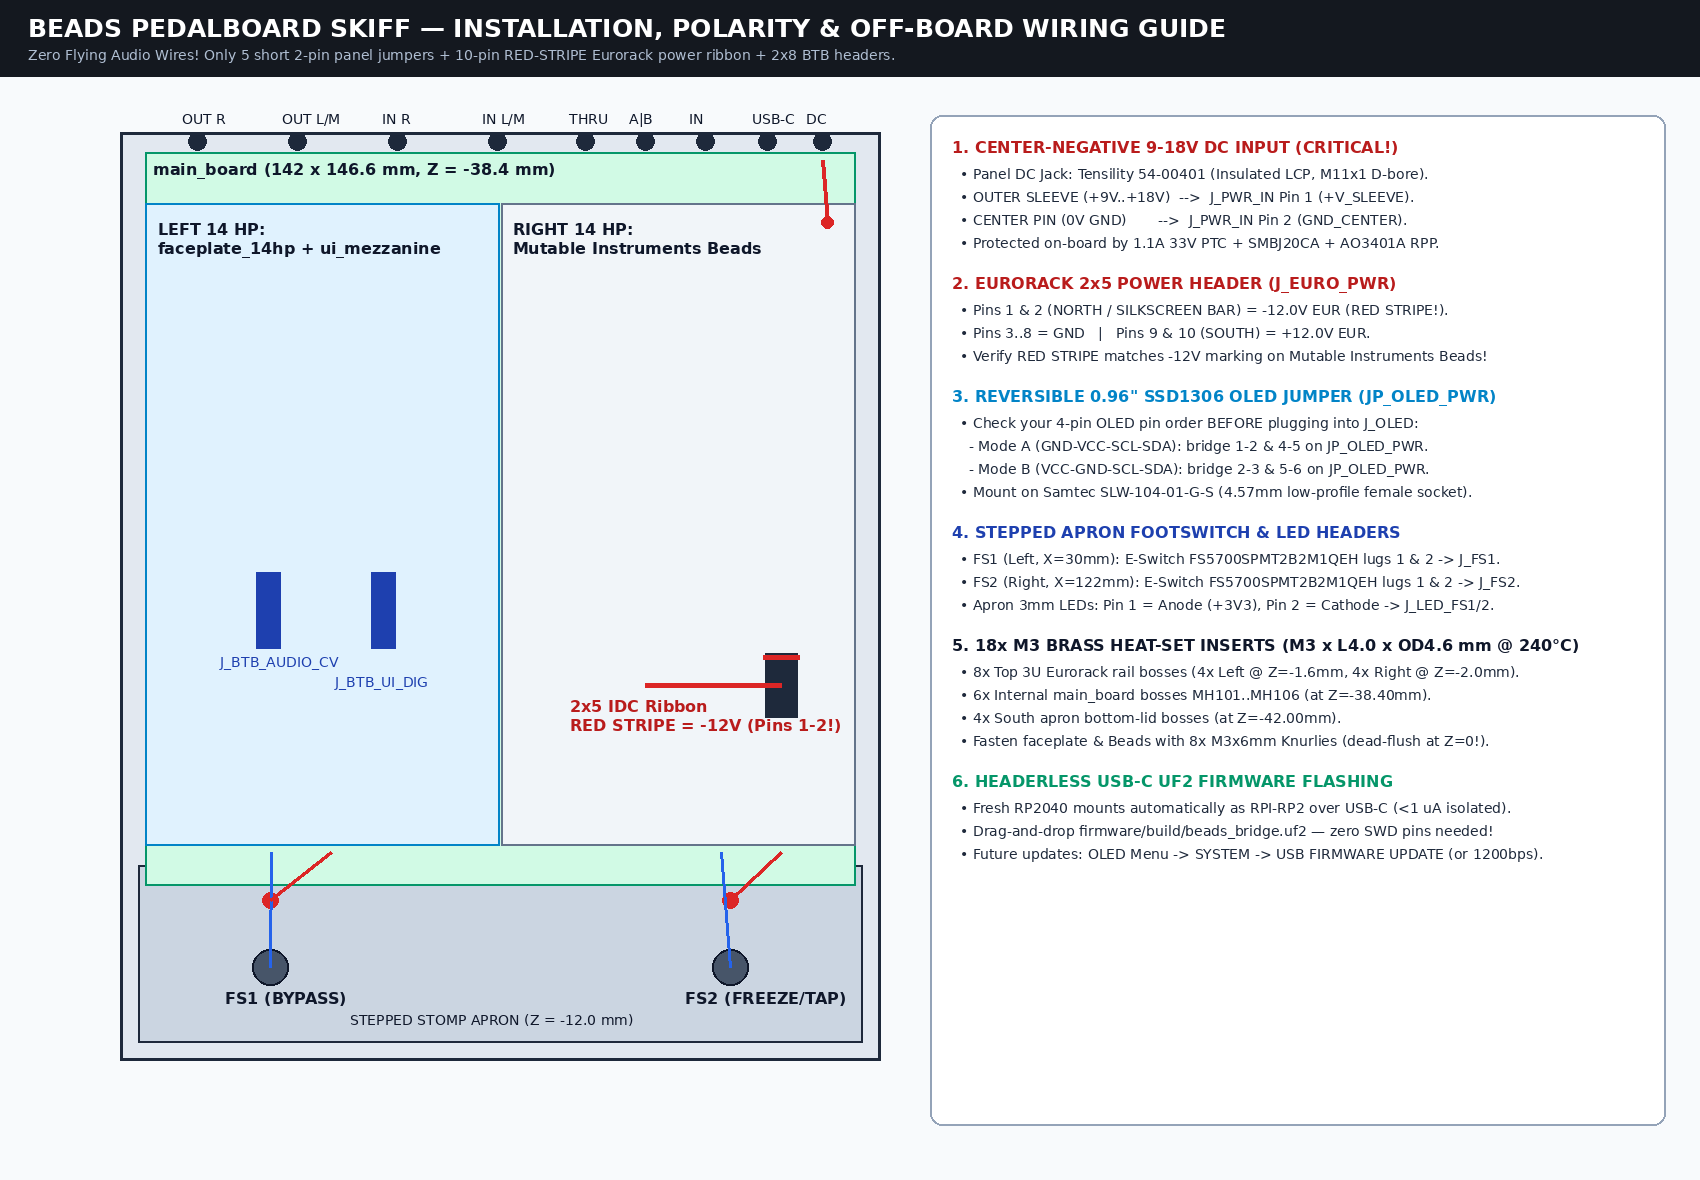 BEADS PEDALBOARD SKIFF — INSTALLATION, POLARITY & OFF-BOARD WIRING GUIDE
Zero Flying Audio Wires! Only 5 short 2-pin panel jumpers + 10-pin RED-STRIPE Eurorack power ribbon + 2x8 BTB headers.
OUT R OUT L/M IN R IN L/M THRU A|B IN USB-C DC
main_board (142 x 146.6 mm, Z = -38.4 mm)
LEFT 14 HP:
faceplate_14hp + ui_mezzanine
RIGHT 14 HP:
Mutable Instruments Beads
J_BTB_AUDIO_CV
J_BTB_UI_DIG
2x5 IDC Ribbon
RED STRIPE = -12V (Pins 1-2!)
FS1 (BYPASS)
FS2 (FREEZE/TAP)
STEPPED STOMP APRON (Z = -12.0 mm)
1. CENTER-NEGATIVE 9-18V DC INPUT (CRITICAL!)
• Panel DC Jack: Tensility 54-00401 (Insulated LCP, M11x1 D-bore).
• OUTER SLEEVE (+9V..+18V) --> J_PWR_IN Pin 1 (+V_SLEEVE).
• CENTER PIN (0V GND) --> J_PWR_IN Pin 2 (GND_CENTER).
• Protected on-board by 1.1A 33V PTC + SMBJ20CA + AO3401A RPP.
2. EURORACK 2x5 POWER HEADER (J_EURO_PWR)
• Pins 1 & 2 (NORTH / SILKSCREEN BAR) = -12.0V EUR (RED STRIPE!).
• Pins 3..8 = GND | Pins 9 & 10 (SOUTH) = +12.0V EUR.
• Verify RED STRIPE matches -12V marking on Mutable Instruments Beads!
3. REVERSIBLE 0.96" SSD1306 OLED JUMPER (JP_OLED_PWR)
• Check your 4-pin OLED pin order BEFORE plugging into J_OLED:
- Mode A (GND-VCC-SCL-SDA): bridge 1-2 & 4-5 on JP_OLED_PWR.
- Mode B (VCC-GND-SCL-SDA): bridge 2-3 & 5-6 on JP_OLED_PWR.
• Mount on Samtec SLW-104-01-G-S (4.57mm low-profile female socket).
4. STEPPED APRON FOOTSWITCH & LED HEADERS
• FS1 (Left, X=30mm): E-Switch FS5700SPMT2B2M1QEH lugs 1 & 2 -> J_FS1.
• FS2 (Right, X=122mm): E-Switch FS5700SPMT2B2M1QEH lugs 1 & 2 -> J_FS2.
• Apron 3mm LEDs: Pin 1 = Anode (+3V3), Pin 2 = Cathode -> J_LED_FS1/2.
5. 18x M3 BRASS HEAT-SET INSERTS (M3 x L4.0 x OD4.6 mm @ 240°C)
• 8x Top 3U Eurorack rail bosses (4x Left @ Z=-1.6mm, 4x Right @ Z=-2.0mm).
• 6x Internal main_board bosses MH101..MH106 (at Z=-38.40mm).
• 4x South apron bottom-lid bosses (at Z=-42.00mm).
• Fasten faceplate & Beads with 8x M3x6mm Knurlies (dead-flush at Z=0!).
6. HEADERLESS USB-C UF2 FIRMWARE FLASHING
• Fresh RP2040 mounts automatically as RPI-RP2 over USB-C (<1 uA isolated).
• Drag-and-drop firmware/build/beads_bridge.uf2 — zero SWD pins needed!
• Future updates: OLED Menu -> SYSTEM -> USB FIRMWARE UPDATE (or 1200bps).